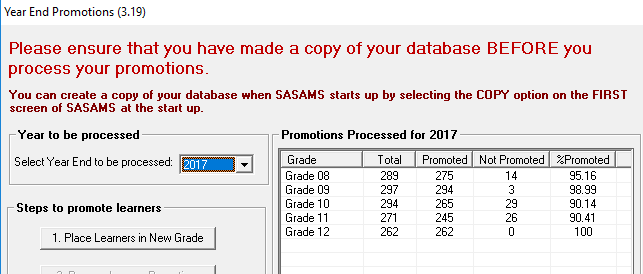 Year End Promotions (3.19)
Please ensure that you have made a copy of your database BEFORE you
process your promotions.
You can create a copy of your database when SASAMS starts up by selecting the COPY option on the FIRST
screen of SASAMS at the start up.
Year to be processed
Select Year End to be processed: 2017
Promotions Processed for 2017
Grade Total Promoted Not Promoted %Promoted
Grade 08 289 275 14 95.16
Grade 09 297 294 3 98.99
Grade 10 294 265 29 90.14
Grade 11 271 245 26 90.41
Grade 12 262 262 0 100
Steps to promote learners
1. Place Learners in New Grade